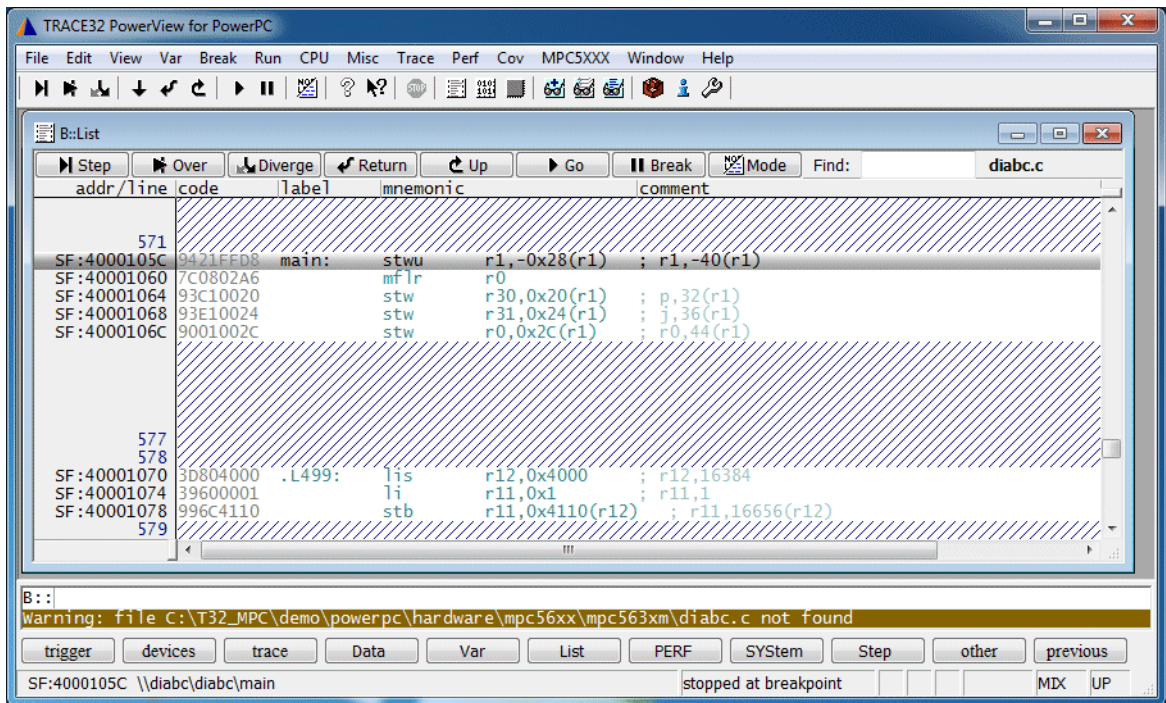 TRACE32 PowerView for PowerPC
File Edit View Var Break Run CPU Misc Trace Perf Cov MPC5XXX Window Help
B::List
Step Over Diverge Return Up Go Break Mode Find: diabc.c
addr/line code label mnemonic comment
571
SF:4000105C 9421FFD8 main: stwu r1,-0x28(r1) ; r1,-40(r1)
SF:40001060 7C0802A6 mflr r0
SF:40001064 93C10020 stw r30,0x20(r1) ; p,32(r1)
SF:40001068 93E10024 stw r31,0x24(r1) ; j,36(r1)
SF:4000106C 9001002C stw r0,0x2C(r1) ; r0,44(r1)
577
578
SF:40001070 3D804000 .L499: lis r12,0x4000 ; r12,16384
SF:40001074 39600001 li r11,0x1 ; r11,1
SF:40001078 996C4110 stb r11,0x4110(r12) ; r11,16656(r12)
579
B::
Warning: file C:\T32_MPC\demo\powerpc\hardware\mpc56xx\mpc563xm\diabc.c not found
trigger devices trace Data Var List PERF SYStem Step other previous
SF:4000105C \\diabc\diabc\main stopped at breakpoint MIX UP